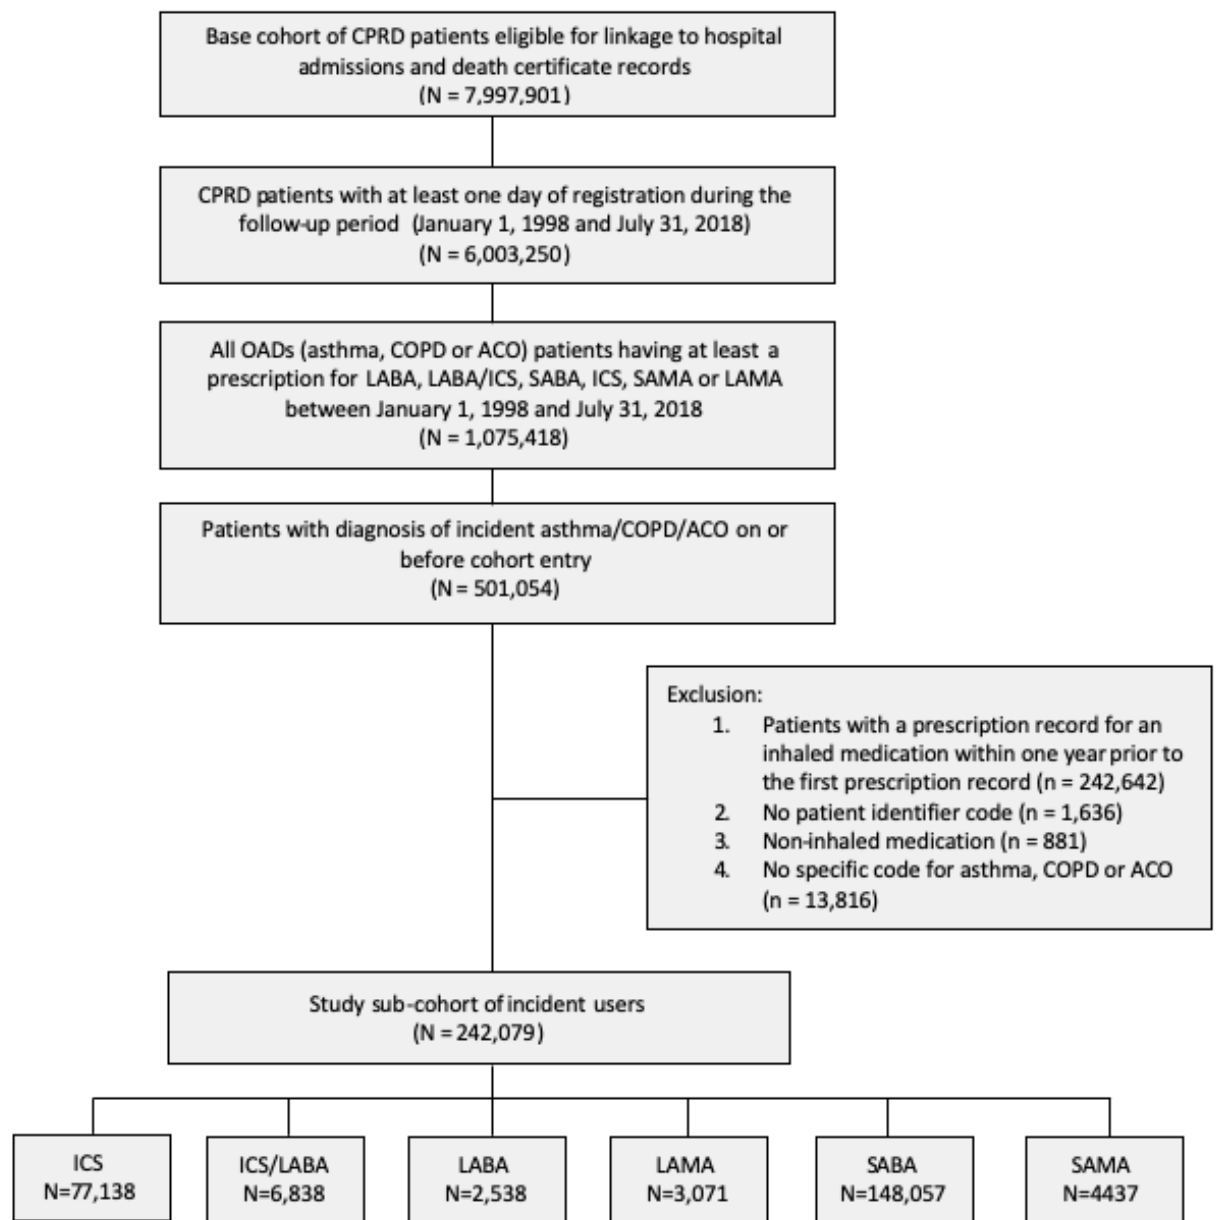 Base cohort of CPRD patients eligible for linkage to hospital
admissions and death certificate records
(N = 7,997,901)
CPRD patients with at least one day of registration during the
follow-up period (January 1, 1998 and July 31, 2018)
(N = 6,003,250)
All OADs (asthma, COPD or ACO) patients having at least a
prescription for LABA, LABA/ICS, SABA, ICS, SAMA or LAMA
between January 1, 1998 and July 31, 2018
(N = 1,075,418)
Patients with diagnosis of incident asthma/COPD/ACO on or
before cohort entry
(N = 501,054)
Exclusion:
1. Patients with a prescription record for an
inhaled medication within one year prior to
the first prescription record (n = 242,642)
2. No patient identifier code (n = 1,636)
3. Non-inhaled medication (n = 881)
4. No specific code for asthma, COPD or ACO
(n = 13,816)
Study sub-cohort of incident users
(N = 242,079)
ICS
N=77,138
ICS/LABA
N=6,838
LABA
N=2,538
LAMA
N=3,071
SABA
N=148,057
SAMA
N=4437